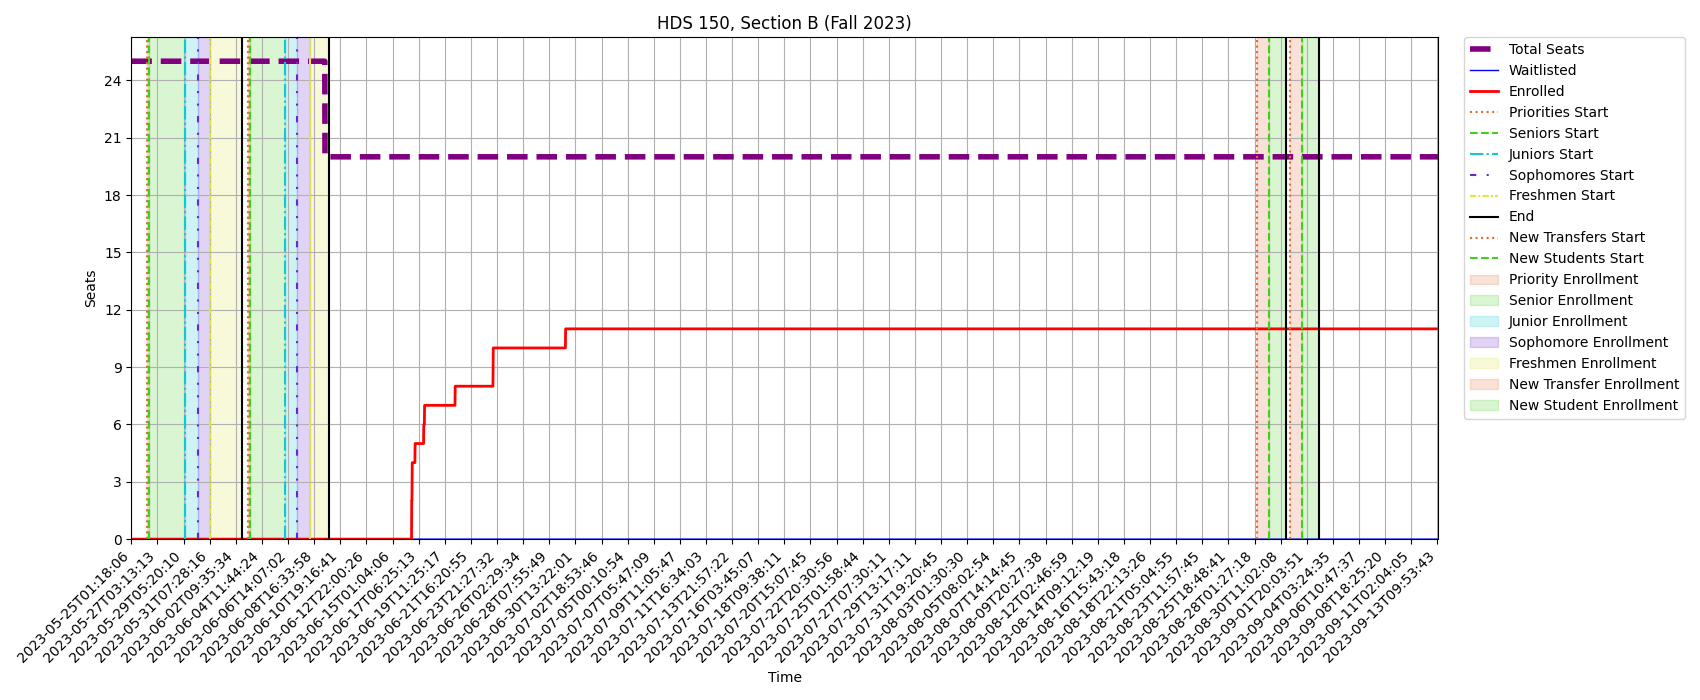 HDS 150, Section B (Fall 2023)
Seats
24
21
18
15
12
9
6
3
0
2023-05-25T01:18:06
2023-05-27T03:13:13
2023-05-29T05:20:10
2023-05-31T07:28:16
2023-06-02T09:35:34
2023-06-04T11:44:24
2023-06-06T14:07:02
2023-06-08T16:33:58
2023-06-10T19:16:41
2023-06-12T22:00:26
2023-06-15T01:04:06
2023-06-17T06:25:13
2023-06-19T11:25:17
2023-06-21T16:20:55
2023-06-23T21:27:32
2023-06-26T02:29:34
2023-06-28T07:55:49
2023-06-30T13:22:01
2023-07-02T18:53:46
2023-07-05T00:10:54
2023-07-07T05:47:09
2023-07-09T11:05:47
2023-07-11T16:34:03
2023-07-13T21:57:22
2023-07-16T03:45:07
2023-07-18T09:38:11
2023-07-20T15:07:45
2023-07-22T20:30:56
2023-07-25T01:58:44
2023-07-27T07:30:11
2023-07-29T13:17:11
2023-07-31T19:20:45
2023-08-03T01:30:30
2023-08-05T08:02:54
2023-08-07T14:14:45
2023-08-09T20:27:38
2023-08-12T02:46:59
2023-08-14T09:12:19
2023-08-16T15:43:18
2023-08-18T22:13:26
2023-08-21T05:04:55
2023-08-23T11:57:45
2023-08-25T18:48:41
2023-08-28T01:27:18
2023-08-30T11:02:08
2023-09-01T20:03:51
2023-09-04T03:24:35
2023-09-06T10:47:37
2023-09-08T18:25:20
2023-09-11T02:04:05
2023-09-13T09:53:43
Time
Total Seats
Waitlisted
Enrolled
Priorities Start
Seniors Start
Juniors Start
Sophomores Start
Freshmen Start
End
New Transfers Start
New Students Start
Priority Enrollment
Senior Enrollment
Junior Enrollment
Sophomore Enrollment
Freshmen Enrollment
New Transfer Enrollment
New Student Enrollment